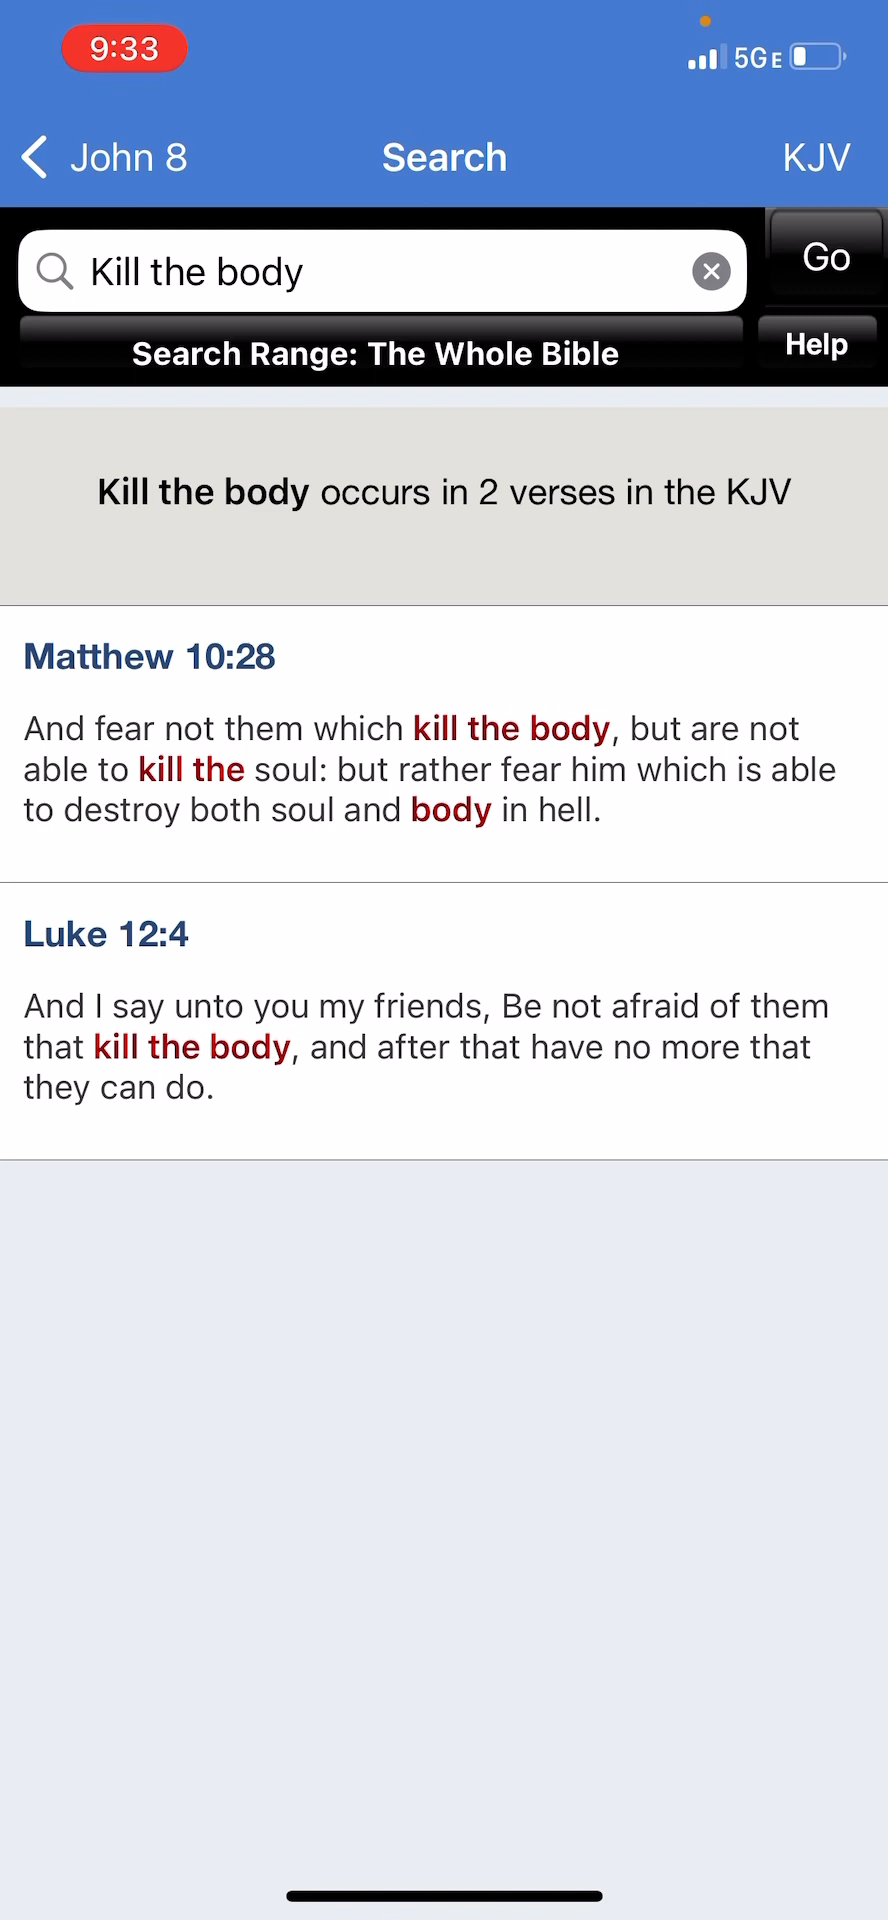 9:33
5GE
John 8
Search
KJV
Kill the body
Go
Search Range: The Whole Bible
Help
Kill the body occurs in 2 verses in the KJV
Matthew 10:28
And fear not them which kill the body, but are not
able to kill the soul: but rather fear him which is able
to destroy both soul and body in hell.
Luke 12:4
And I say unto you my friends, Be not afraid of them
that kill the body, and after that have no more that
they can do.